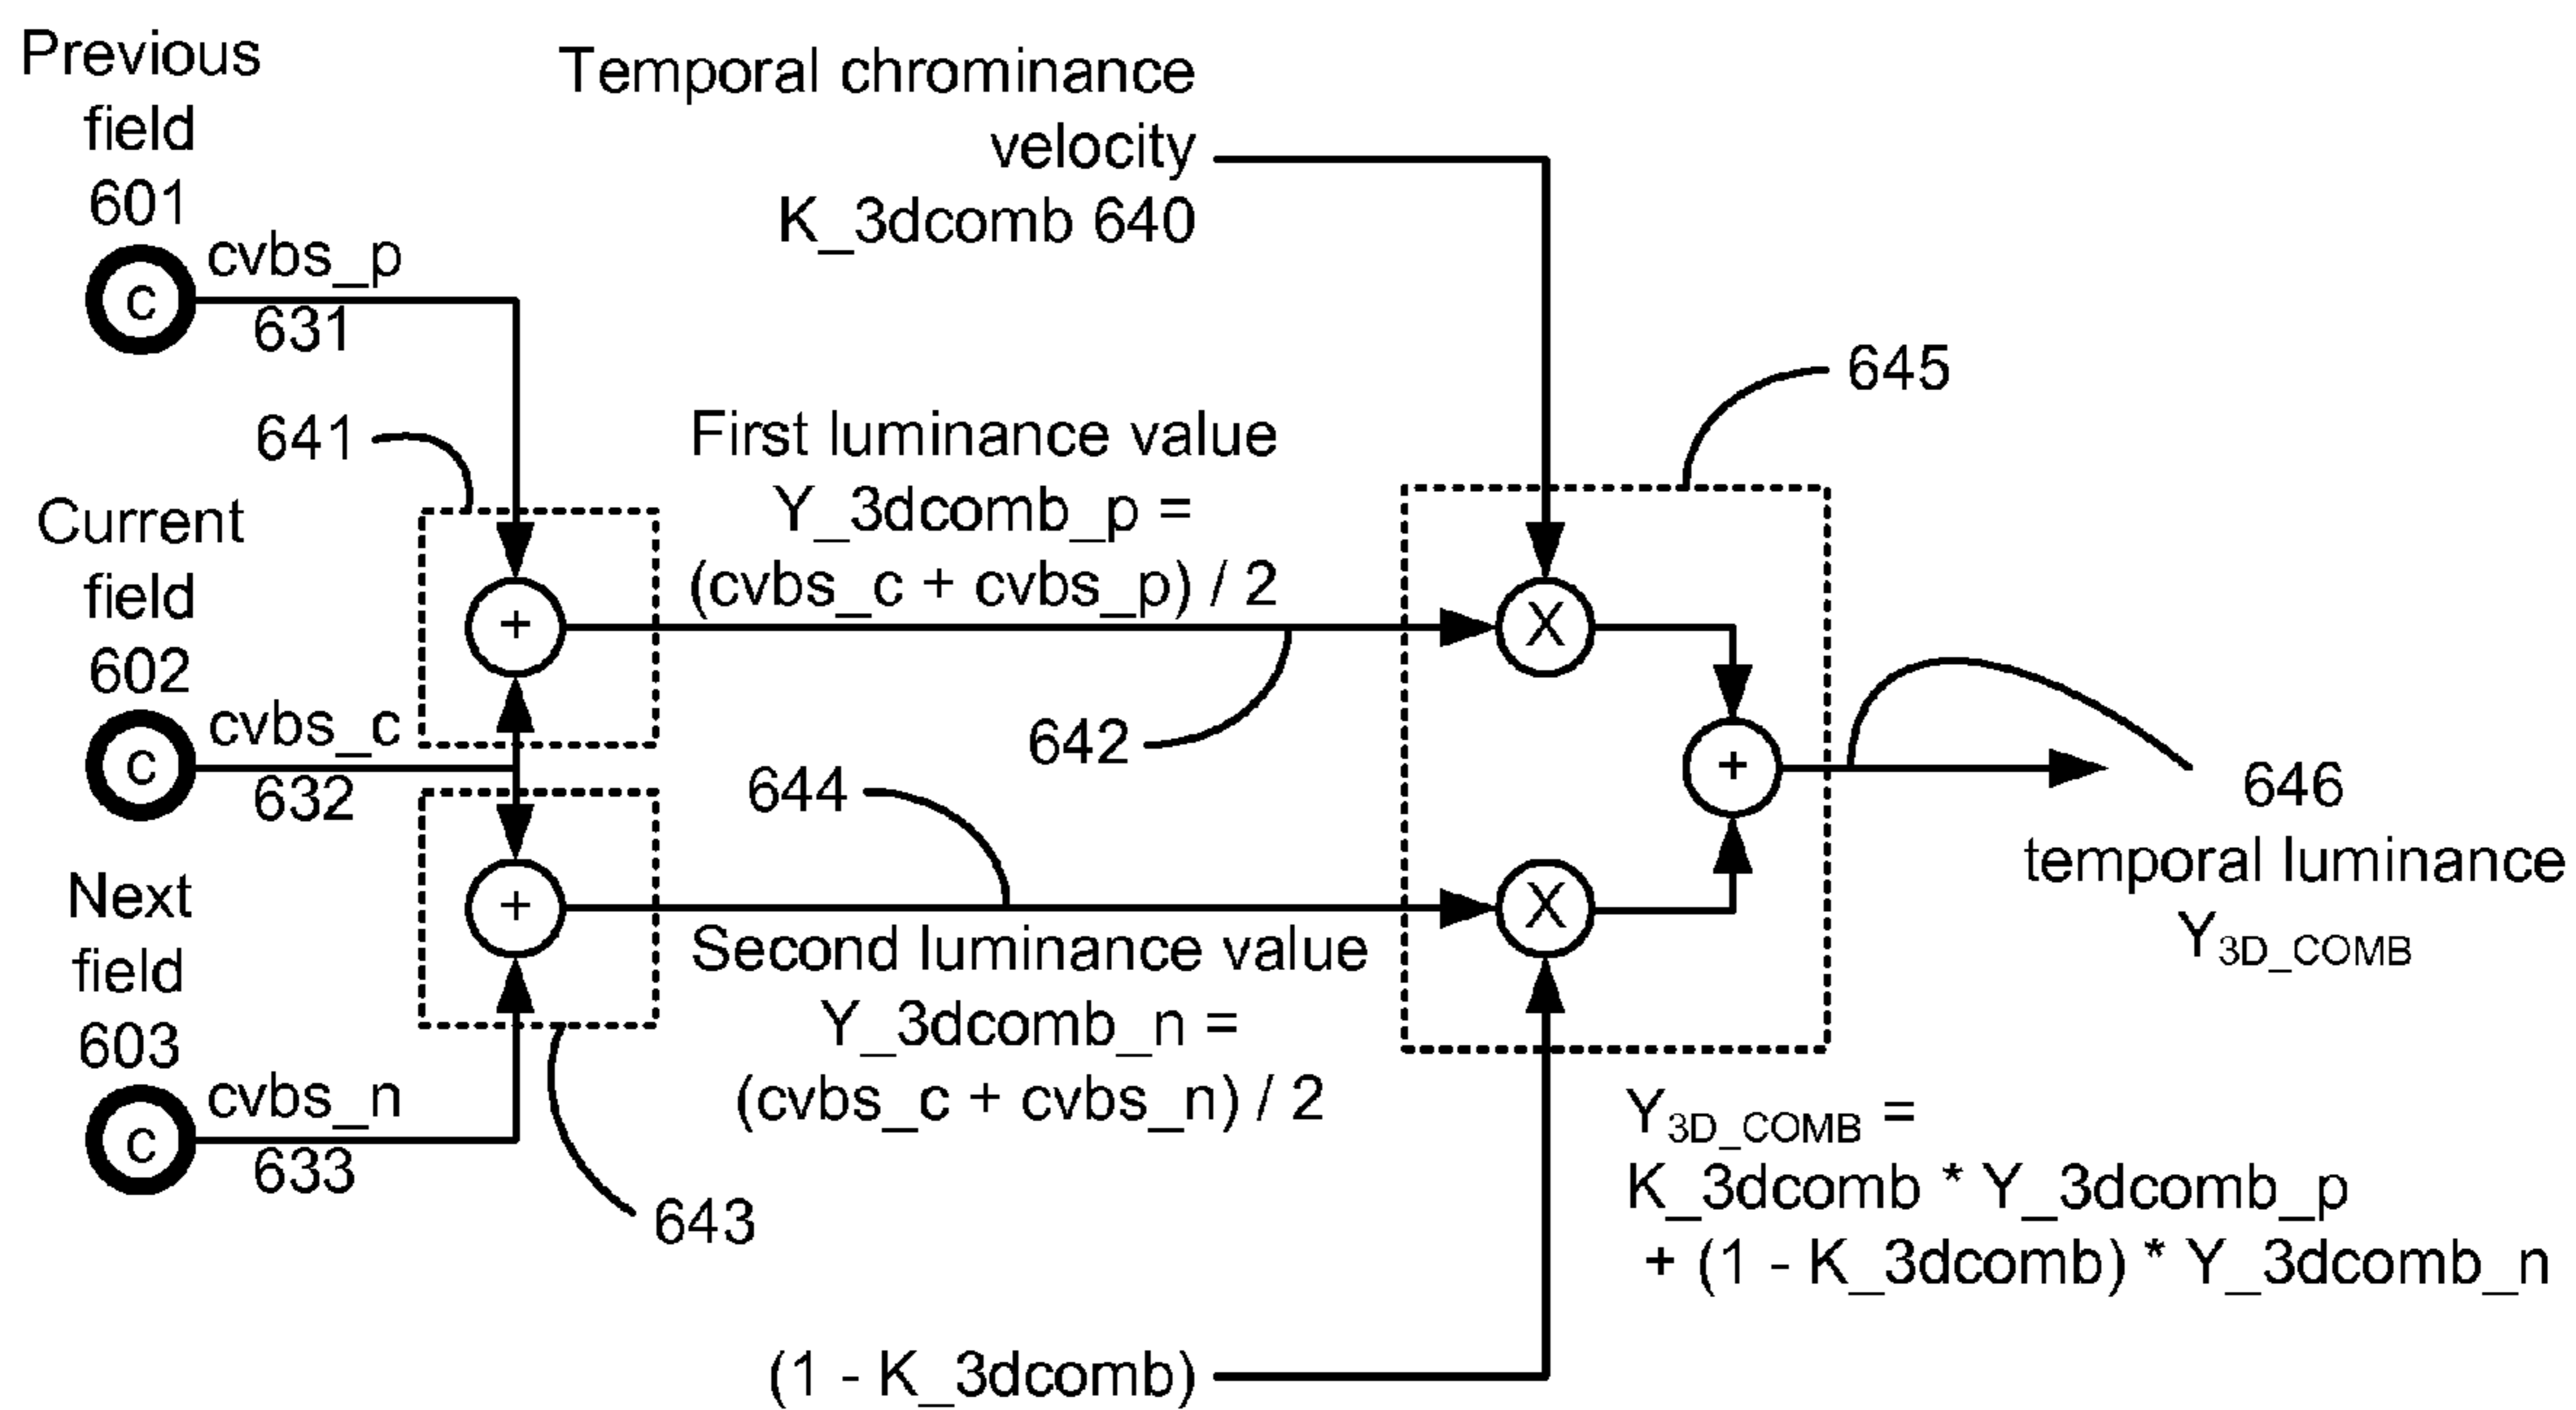 Previous
field
601
c
cvbs_p
631
Temporal chrominance
velocity
K_3dcomb 640
645
641
First luminance value
Y_3dcomb_p =
(cvbs_c + cvbs_p) / 2
Current
field
602
c
cvbs_c
632
+
X
642
644
+
646
temporal luminance
Y3D_COMB
Next
field
603
c
cvbs_n
633
+
X
Second luminance value
Y_3dcomb_n =
(cvbs_c + cvbs_n) / 2
643
Y3D_COMB =
K_3dcomb * Y_3dcomb_p
+ (1 - K_3dcomb) * Y_3dcomb_n
(1 - K_3dcomb)